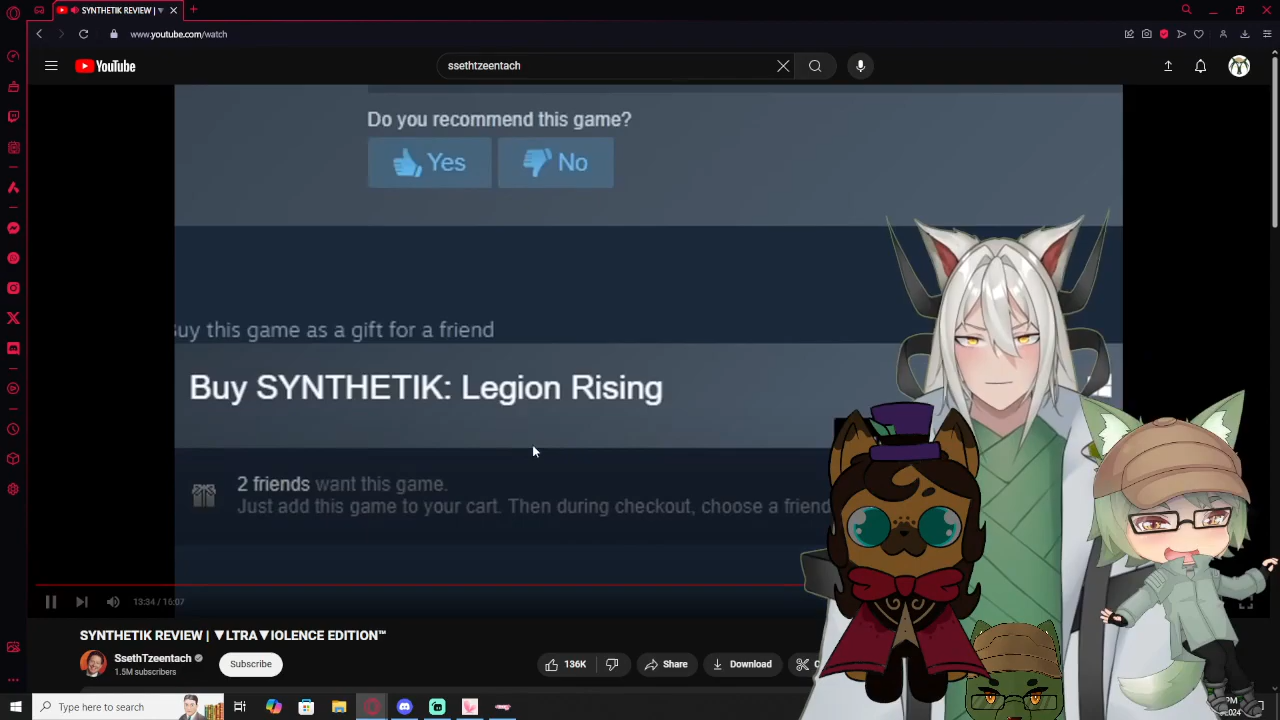 SYNTHETIK REVIEW | ▼
www.youtube.com/watch
YouTube
ssethtzeentach
Do you recommend this game?
Yes
No
uy this game as a gift for a friend
Buy SYNTHETIK: Legion Rising
2 friends want this game.
Just add this game to your cart. Then during checkout, choose a friend
13:34 / 16:07
SYNTHETIK REVIEW | ▼LTRA▼IOLENCE EDITION™
SsethTzeentach
1.5M subscribers
Subscribe
136K
Share
Download
Type here to search